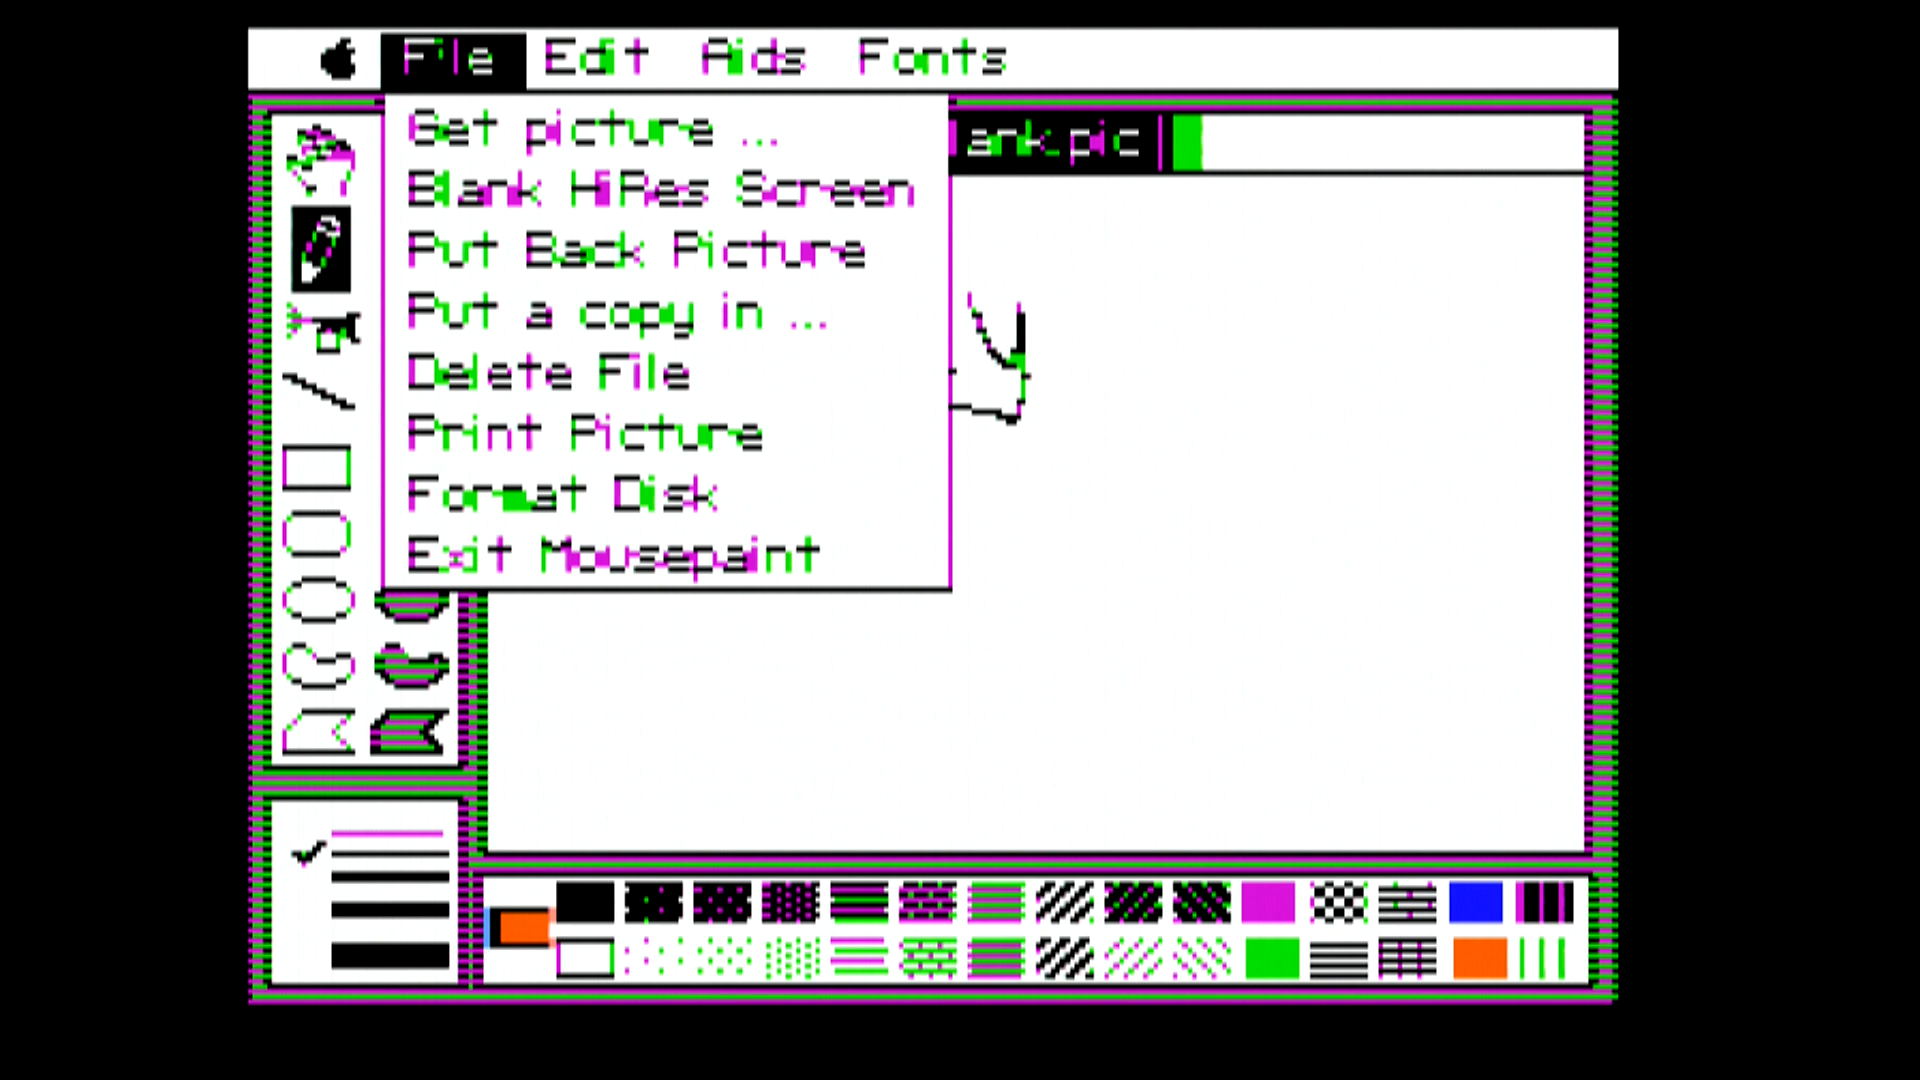 File Edit Aids Fonts
Get picture ...
Blank HiRes Screen
Put Back Picture
Put a copy in ...
Delete File
Print Picture
Format Disk
Exit Mousepaint
lank.pic